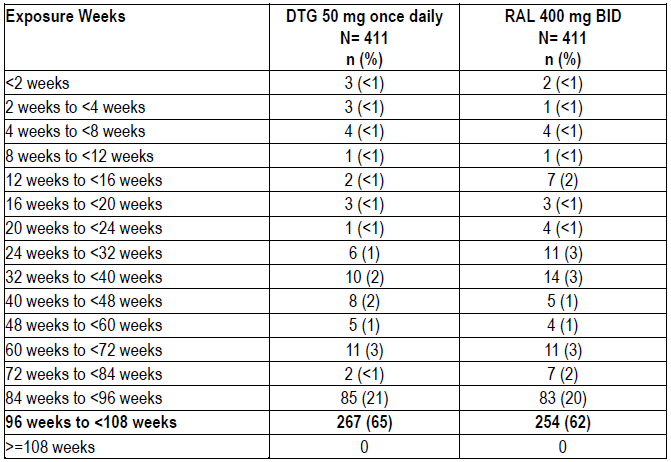 Exposure Weeks DTG 50 mg once daily RAL 400 mg BID
N= 411 N= 411
n (%) n (%)
<2 weeks 3 (<1) 2 (<1)
2 weeks to <4 weeks 3 (<1) 1 (<1)
4 weeks to <8 weeks 4 (<1) 4 (<1)
8 weeks to <12 weeks 1 (<1) 1 (<1)
12 weeks to <16 weeks 2 (<1) 7 (2)
16 weeks to <20 weeks 3 (<1) 3 (<1)
20 weeks to <24 weeks 1 (<1) 4 (<1)
24 weeks to <32 weeks 6 (1) 11 (3)
32 weeks to <40 weeks 10 (2) 14 (3)
40 weeks to <48 weeks 8 (2) 5 (1)
48 weeks to <60 weeks 5 (1) 4 (1)
60 weeks to <72 weeks 11 (3) 11 (3)
72 weeks to <84 weeks 2 (<1) 7 (2)
84 weeks to <96 weeks 85 (21) 83 (20)
96 weeks to <108 weeks 267 (65) 254 (62)
>=108 weeks 0 0